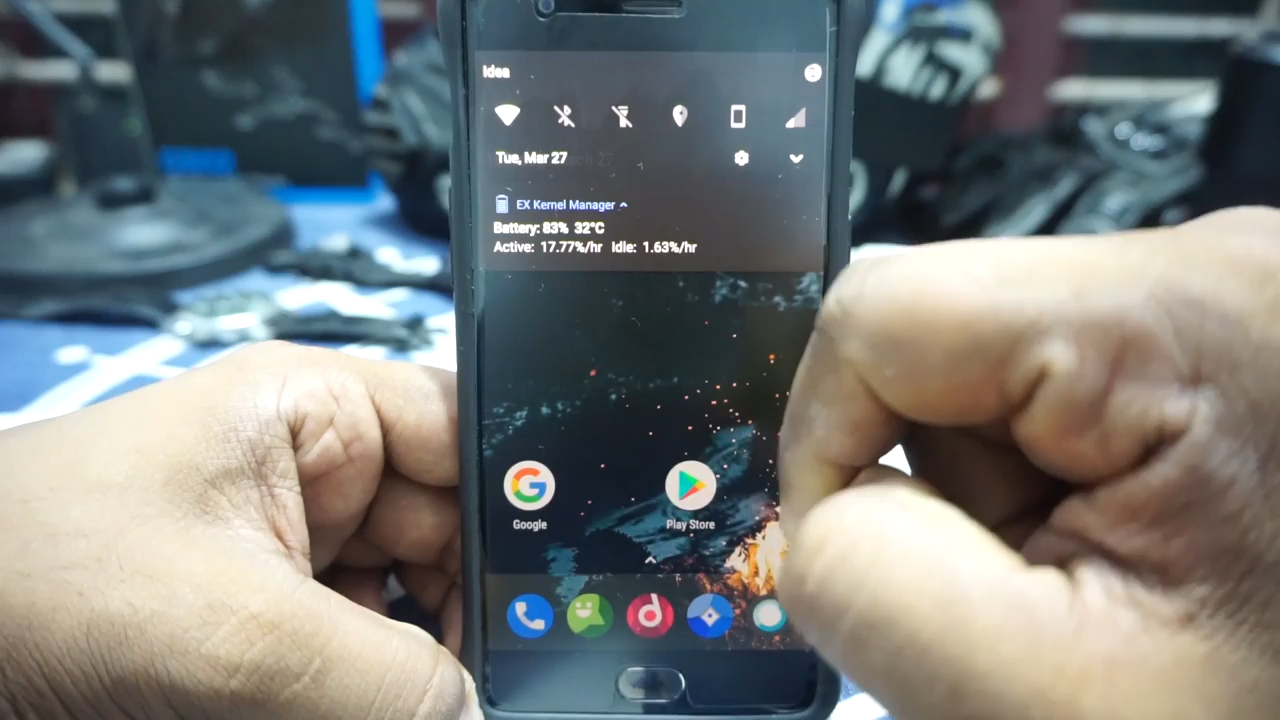 Idea
Tue, Mar 27
EX Kernel Manager
Battery: 83% 32°C
Active: 17.77%/hr Idle: 1.63%/hr
Google
Play Store